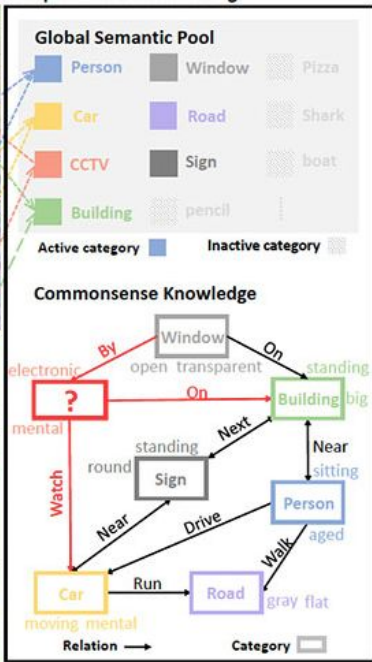 Global Semantic Pool
Person Window Pizza
Car Road Shark
CCTV Sign boat
Building pencil
Active category Inactive category
Commonsense Knowledge
Window
By
On
open transparent
electronic
standing
?
On
Building
big
mental
standing
Next
Near
round
Sign
sitting
Person
Watch
Near
Drive
Walk
aged
Car
Run
Road
gray flat
moving mental
Relation Category